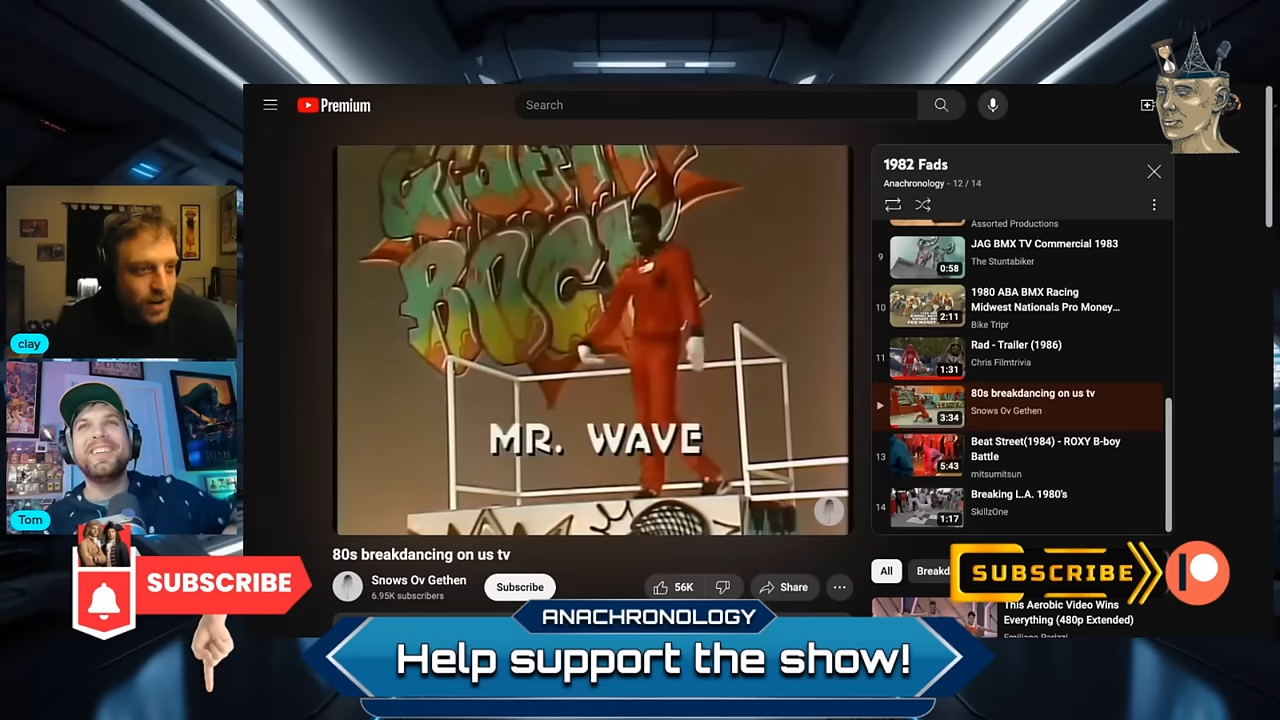 Premium
Search
Graffiti
Rock
MR. WAVE
clay
Tom
1982 Fads
Anachronology - 12 / 14
Assorted Productions
9
0:58
JAG BMX TV Commercial 1983
The Stuntabiker
10
2:11
1980 ABA BMX Racing
Midwest Nationals Pro Money...
Bike Tripr
11
1:31
Rad - Trailer (1986)
Chris Filmtrivia
3:34
80s breakdancing on us tv
Snows Ov Gethen
13
5:43
Beat Street(1984) - ROXY B-boy
Battle
mitsumitsun
14
1:17
Breaking L.A. 1980's
SkillzOne
80s breakdancing on us tv
Snows Ov Gethen
6.95K subscribers
Subscribe
56K
Share
All
Breakd
This Aerobic Video Wins
Everything (480p Extended)
Emiliano Parizzi
SUBSCRIBE
SUBSCRIBE
ANACHRONOLOGY
Help support the show!